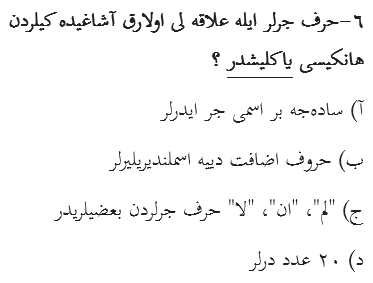 ٦-حرف جرلر ایله علاقه لی اولارق آشاغیده کیلردن
هانکیسی یاکلیشدر ؟
آ) ساده‌جه بر اسمی جر ایدرلر
ب) حروف اضافت دییه اسملندیریلیرلر
ج) "لم"، "ان"، "لا" حرف جرلردن بعضیلریدر
د) ٢٠ عدد درلر